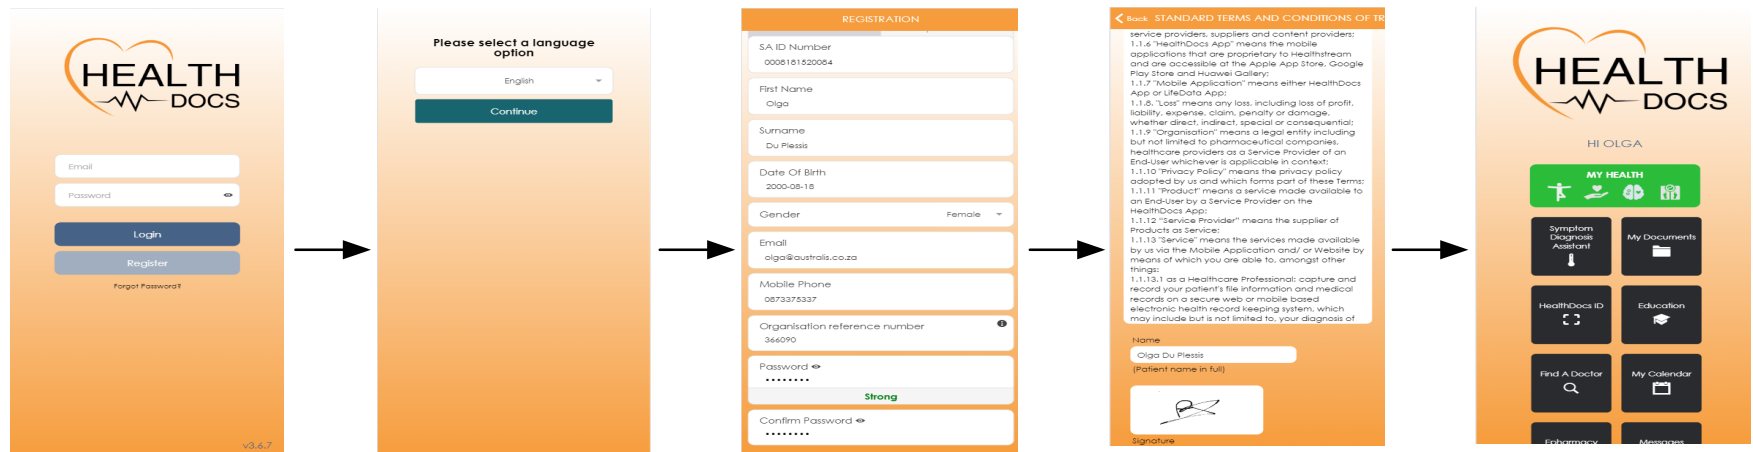 HEALTH
DOCS
Email
Password
Login
Register
Forgot Password?
v3.6.7
Please select a language
option
English
Continue
REGISTRATION
SA ID Number
0008181520084
First Name
Olga
Surname
Du Plessis
Date Of Birth
2000-08-18
Gender
Female
Email
olga@australis.co.za
Mobile Phone
0873375337
Organisation reference number
366090
Password
••••••••
Strong
Confirm Password
••••••••
Back STANDARD TERMS AND CONDITIONS OF TR
service providers, suppliers and content providers;
1.1.6 "HealthDocs App" means the mobile
applications that are proprietary to Healthstream
and are accessible at the Apple App Store, Google
Play Store and Huawei Gallery;
1.1.7 "Mobile Application" means either HealthDocs
App or LifeData App;
1.1.8. "Loss" means any loss, including loss of profit,
liability, expense, claim, penalty or damage,
whether direct, indirect, special or consequential;
1.1.9 "Organisation" means a legal entity including
but not limited to pharmaceutical companies,
healthcare providers as a Service Provider of an
End-User whichever is applicable in context;
1.1.10 "Privacy Policy" means the privacy policy
adopted by us and which forms part of these Terms;
1.1.11 "Product" means a service made available to
an End-User by a Service Provider on the
HealthDocs App;
1.1.12 "Service Provider" means the supplier of
Products as Service;
1.1.13 "Service" means the services made available
by us via the Mobile Application and/ or Website by
means of which you are able to, amongst other
things:
1.1.13.1 as a Healthcare Professional: capture and
record your patient's file information and medical
records on a secure web or mobile based
electronic health record keeping system, which
may include but is not limited to, your diagnosis of
Name
Olga Du Plessis
(Patient name in full)
Signature
HEALTH
DOCS
HI OLGA
MY HEALTH
Symptom
Diagnosis
Assistant
My Documents
HealthDocs ID
Education
Find A Doctor
My Calendar
Epharmacy
Messages